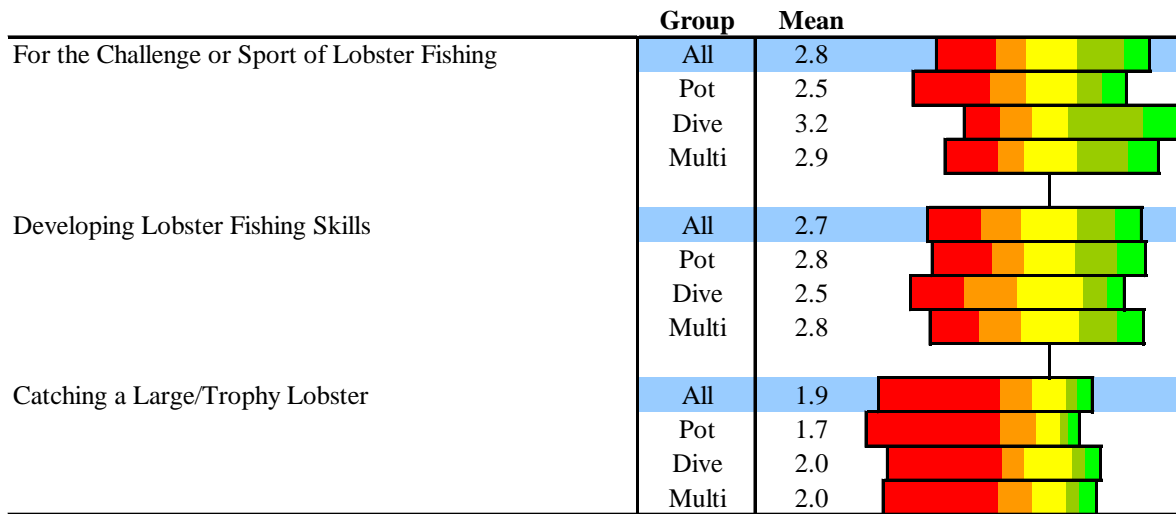 Group Mean
For the Challenge or Sport of Lobster Fishing All 2.8
Pot 2.5
Dive 3.2
Multi 2.9
Developing Lobster Fishing Skills All 2.7
Pot 2.8
Dive 2.5
Multi 2.8
Catching a Large/Trophy Lobster All 1.9
Pot 1.7
Dive 2.0
Multi 2.0